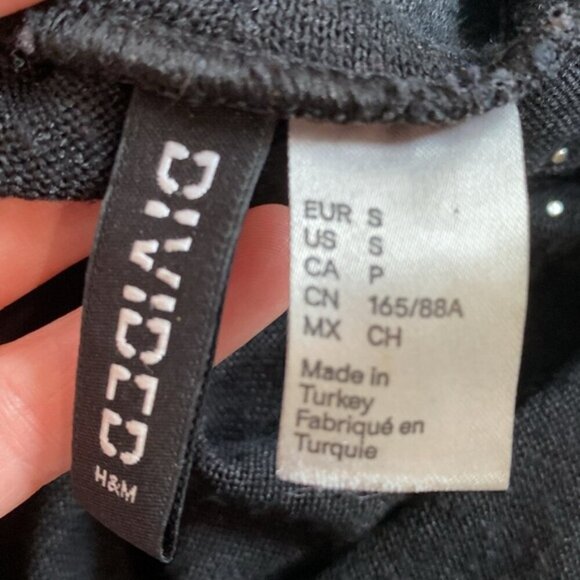 DIVIDED
H&M
EUR S
US S
CA P
CN 165/88A
MX CH
Made in
Turkey
Fabriqué en
Turquie